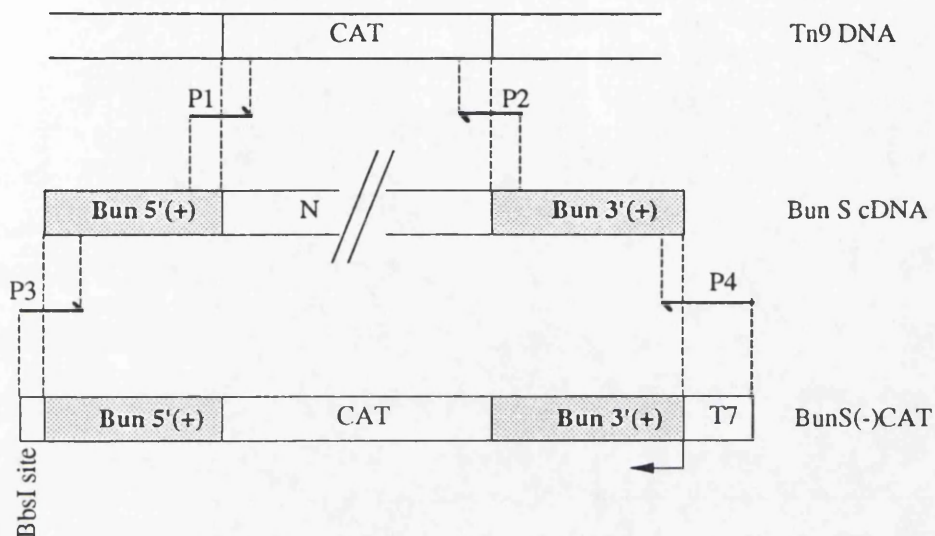 CAT
Tn9 DNA
P1
P2
Bun 5'(+)
N
Bun 3'(+)
Bun S cDNA
P3
P4
Bun 5'(+)
CAT
Bun 3'(+)
T7
BunS(-)CAT
BbsI site